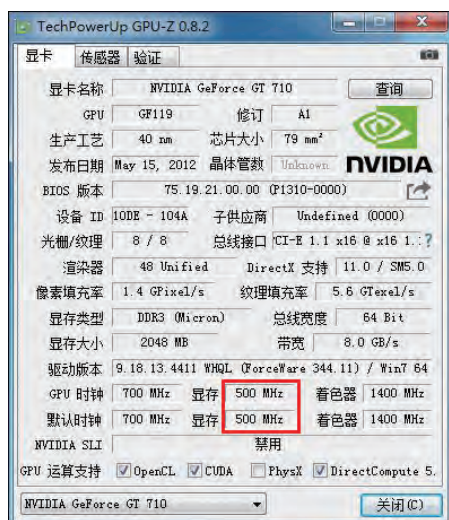 TechPowerUp GPU-Z 0.8.2
显卡 传感器 验证
显卡名称 NVIDIA GeForce GT 710 查询
GPU GF119 修订 A1
生产工艺 40 nm 芯片大小 79 mm²
发布日期 May 15, 2012 晶体管数 Unknown NVIDIA
BIOS 版本 75.19.21.00.00 (P1310-0000)
设备 ID 10DE - 104A 子供应商 Undefined (0000)
光栅/纹理 8 / 8 总线接口 CI-E 1.1 x16 @ x16 1.: ?
渲染器 48 Unified DirectX 支持 11.0 / SM5.0
像素填充率 1.4 GPixel/s 纹理填充率 5.6 GTexel/s
显存类型 DDR3 (Micron) 总线宽度 64 Bit
显存大小 2048 MB 带宽 8.0 GB/s
驱动版本 9.18.13.4411 WHQL (ForceWare 344.11) / Win7 64
GPU 时钟 700 MHz 显存 500 MHz 着色器 1400 MHz
默认时钟 700 MHz 显存 500 MHz 着色器 1400 MHz
NVIDIA SLI 禁用
GPU 运算支持 OpenCL CUDA PhysX DirectCompute 5.
NVIDIA GeForce GT 710 关闭(C)